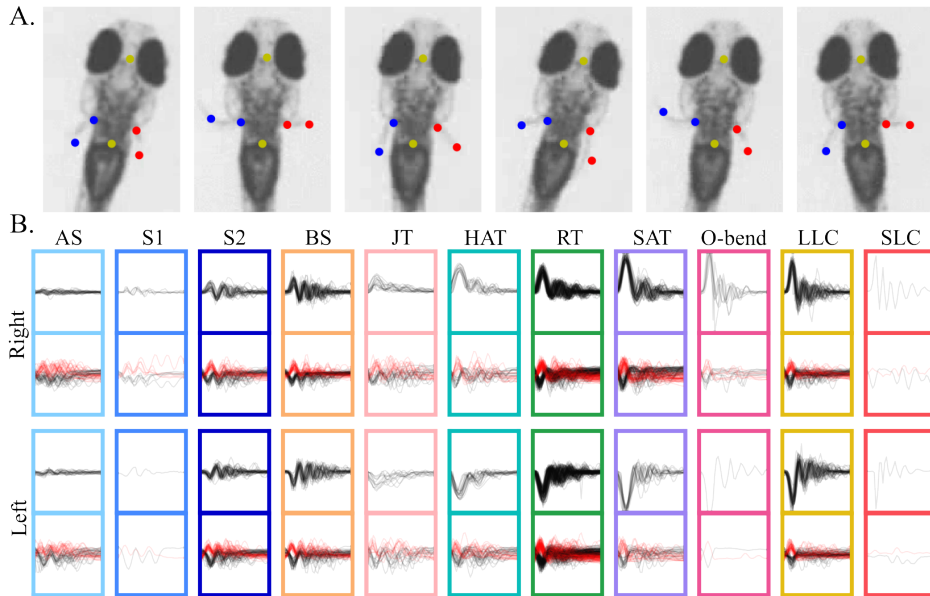 A.
B.
AS S1 S2 BS JT HAT RT SAT O-bend LLC SLC
Right
Left